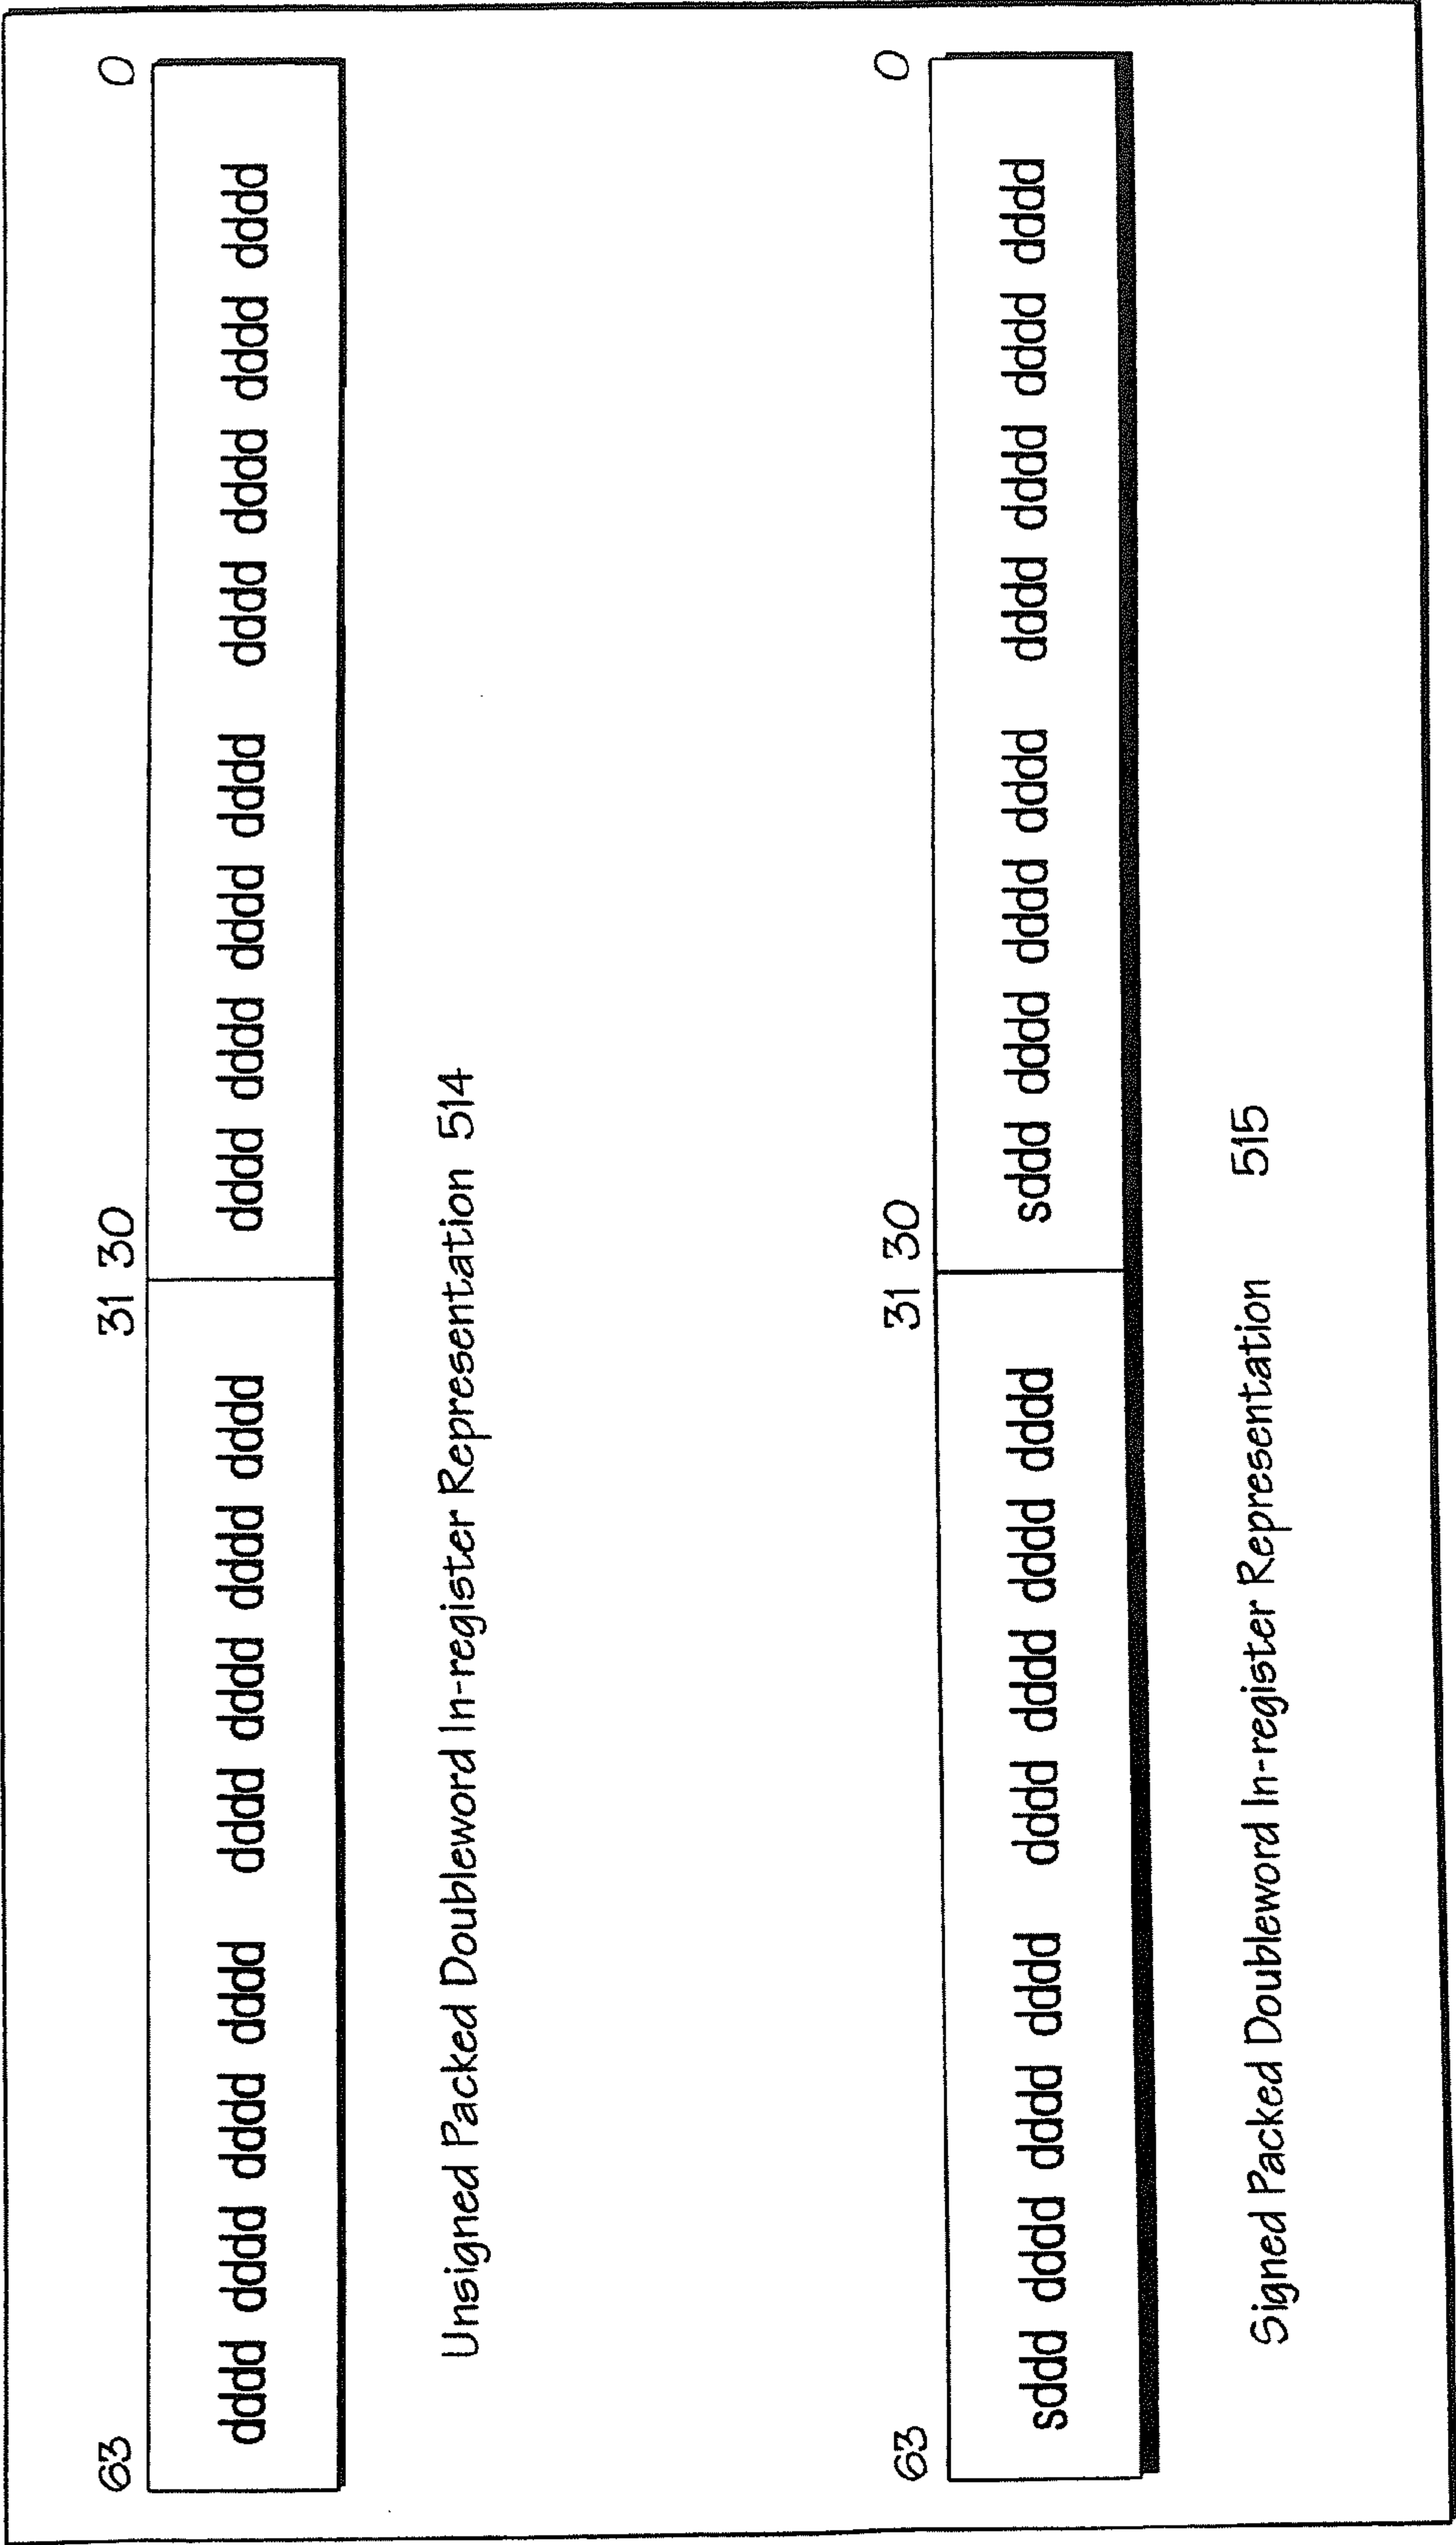 63 31 30 0
dddd dddd dddd dddd dddd dddd dddd dddd dddd dddd dddd dddd dddd dddd dddd dddd
Unsigned Packed Doubleword In-register Representation 514
63 31 30 0
sddd dddd dddd dddd dddd dddd dddd dddd sddd dddd dddd dddd dddd dddd dddd dddd
Signed Packed Doubleword In-register Representation 515